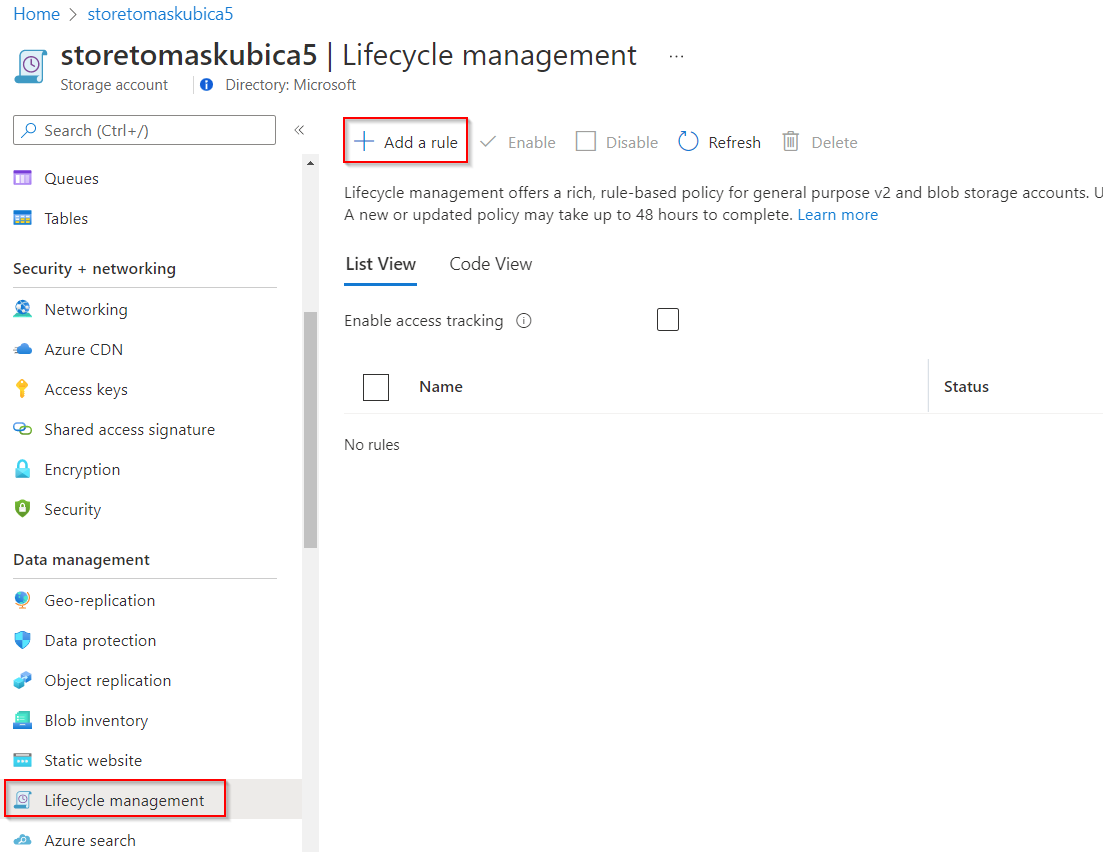 Home > storetomaskubica5
storetomaskubica5 | Lifecycle management ...
Storage account
Directory: Microsoft
Search (Ctrl+/)
«
Queues
Tables
Security + networking
Networking
Azure CDN
Access keys
Shared access signature
Encryption
Security
Data management
Geo-replication
Data protection
Object replication
Blob inventory
Static website
Lifecycle management
Azure search
+ Add a rule Enable Disable Refresh Delete
Lifecycle management offers a rich, rule-based policy for general purpose v2 and blob storage accounts. U
A new or updated policy may take up to 48 hours to complete. Learn more
List View Code View
Enable access tracking
Name Status
No rules